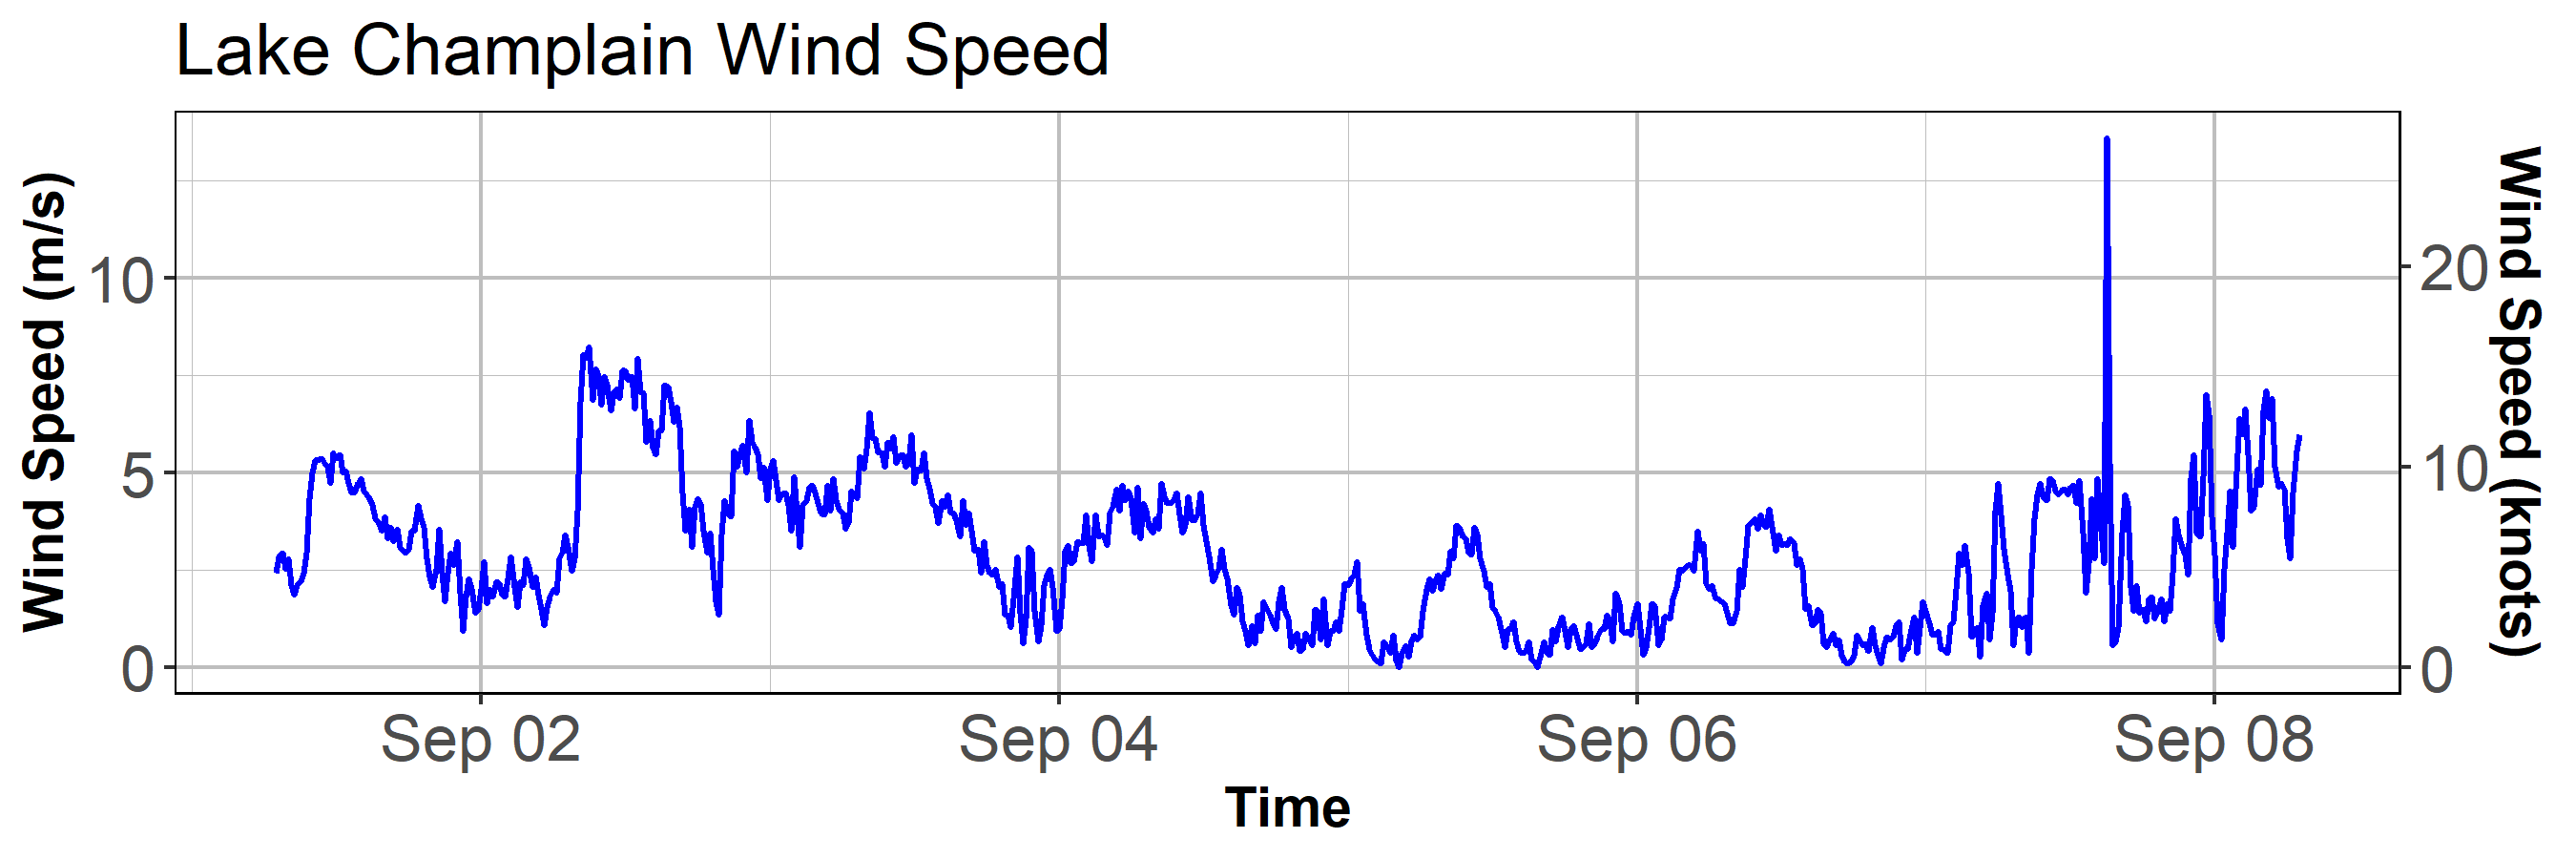 Lake Champlain Wind Speed
Wind Speed (m/s)
10
5
0
20
10
0
Wind Speed (knots)
Sep 02 Sep 04 Sep 06 Sep 08
Time